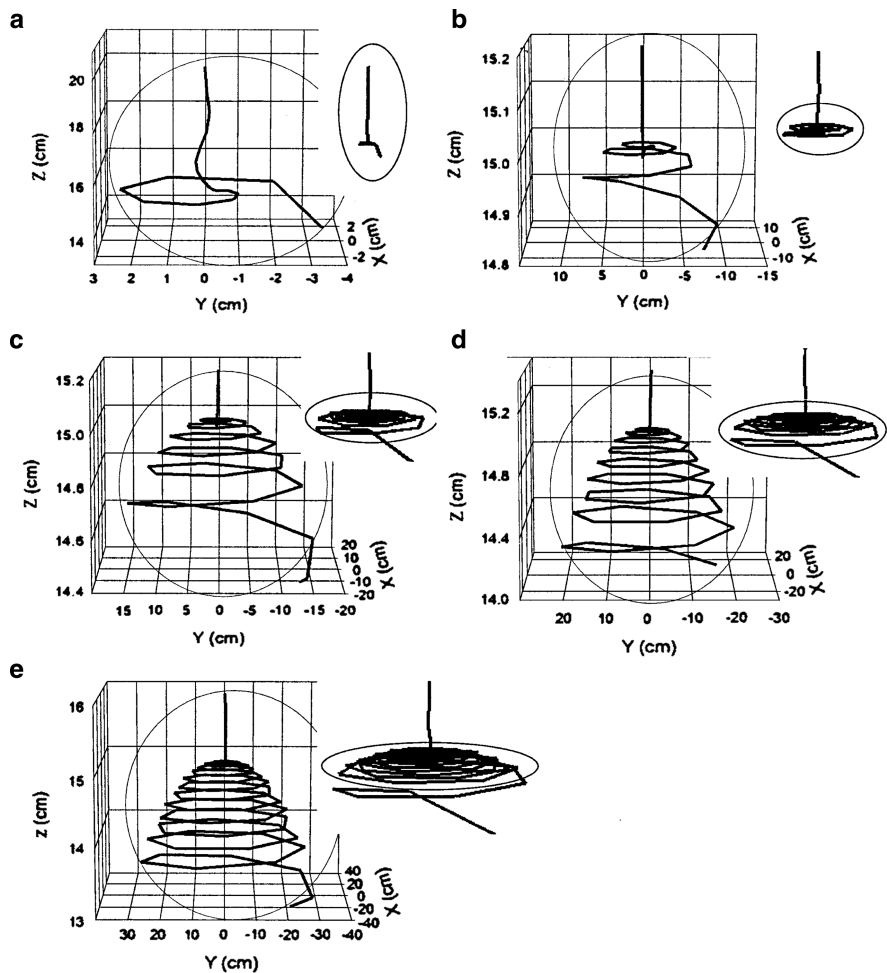 a
20
18
16
14
Z (cm)
3 2 1 0 -1 -2 -3 -4
Y (cm)
2
0
-2
X (cm)
b
15.2
15.1
15.0
14.9
14.8
Z (cm)
10 5 0 -5 -10 -15
Y (cm)
10
0
-10
X (cm)
c
15.2
15.0
14.8
14.6
14.4
Z (cm)
15 10 5 0 -5 -10 -15 -20
Y (cm)
20
10
0
-10
-20
X (cm)
d
15.2
14.8
14.4
14.0
Z (cm)
20 10 0 -10 -20 -30
Y (cm)
20
0
-20
X (cm)
e
16
15
14
13
z (cm)
30 20 10 0 -10 -20 -30 -40
Y (cm)
40
20
0
-20
-40
X (cm)